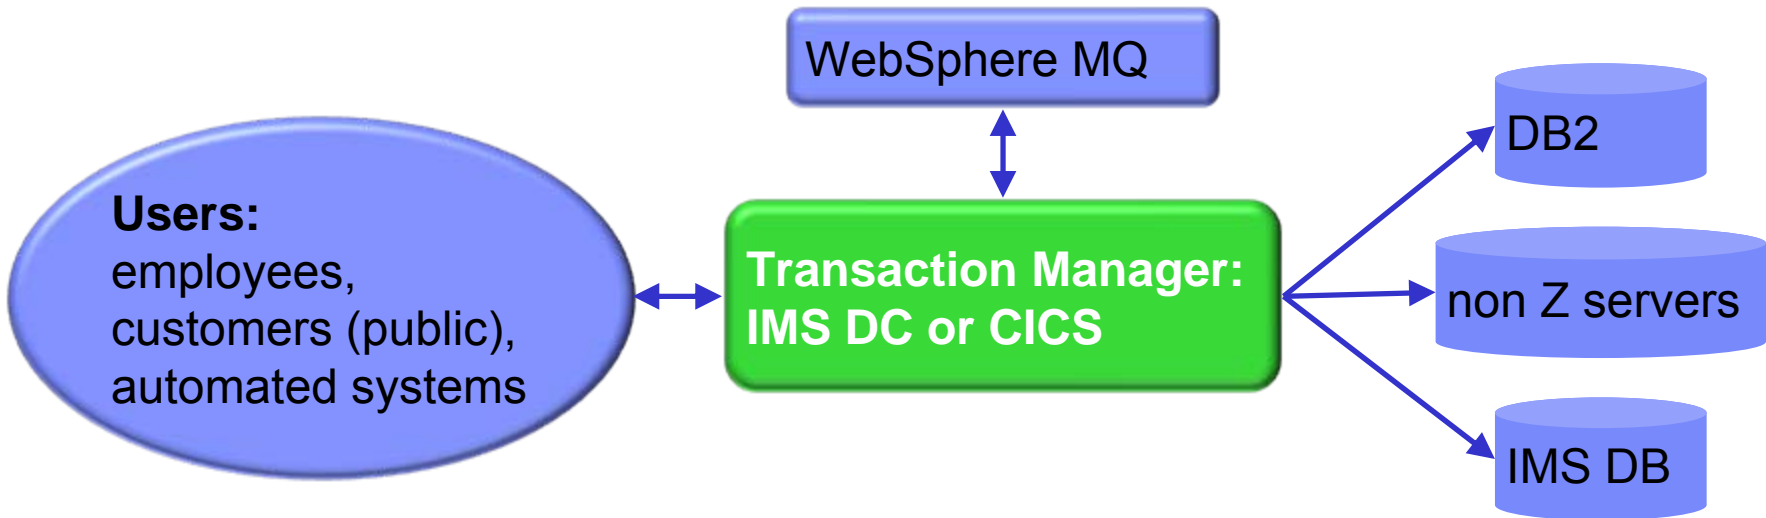 WebSphere MQ
Users:
employees,
customers (public),
automated systems
Transaction Manager:
IMS DC or CICS
DB2
non Z servers
IMS DB